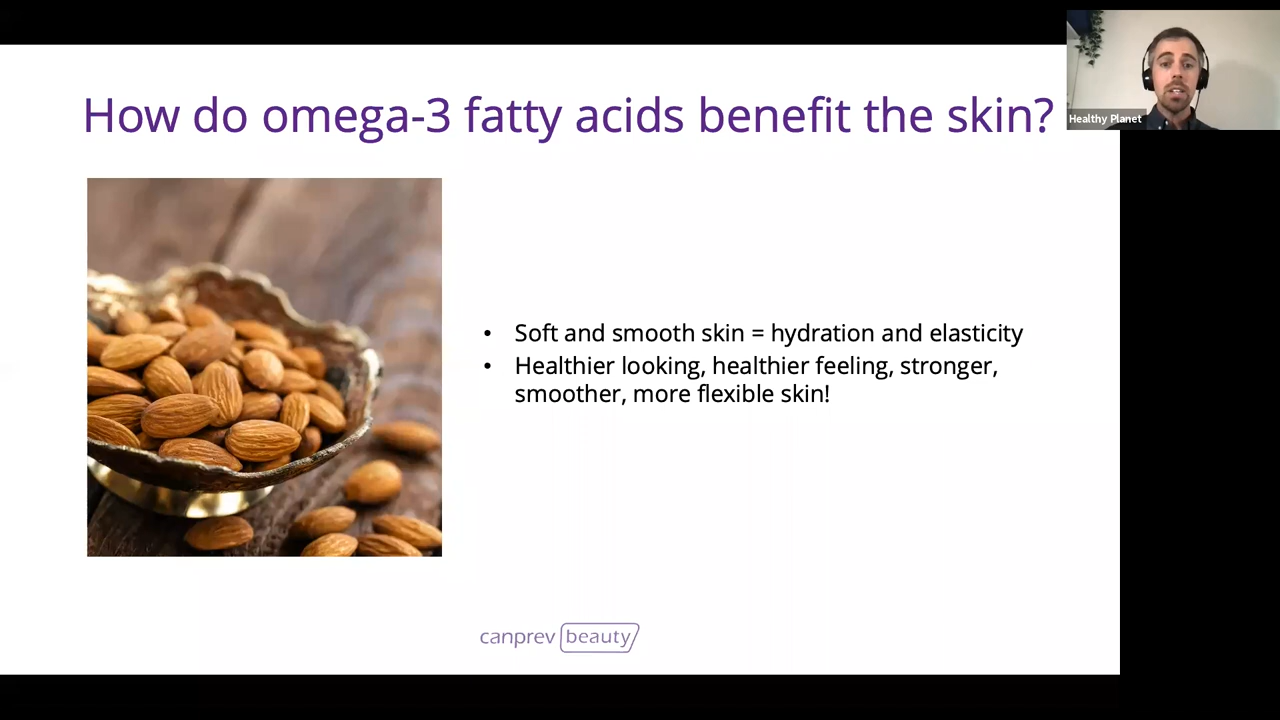 How do omega-3 fatty acids benefit the skin?
Healthy Planet
• Soft and smooth skin = hydration and elasticity
• Healthier looking, healthier feeling, stronger,
smoother, more flexible skin!
canprev beauty